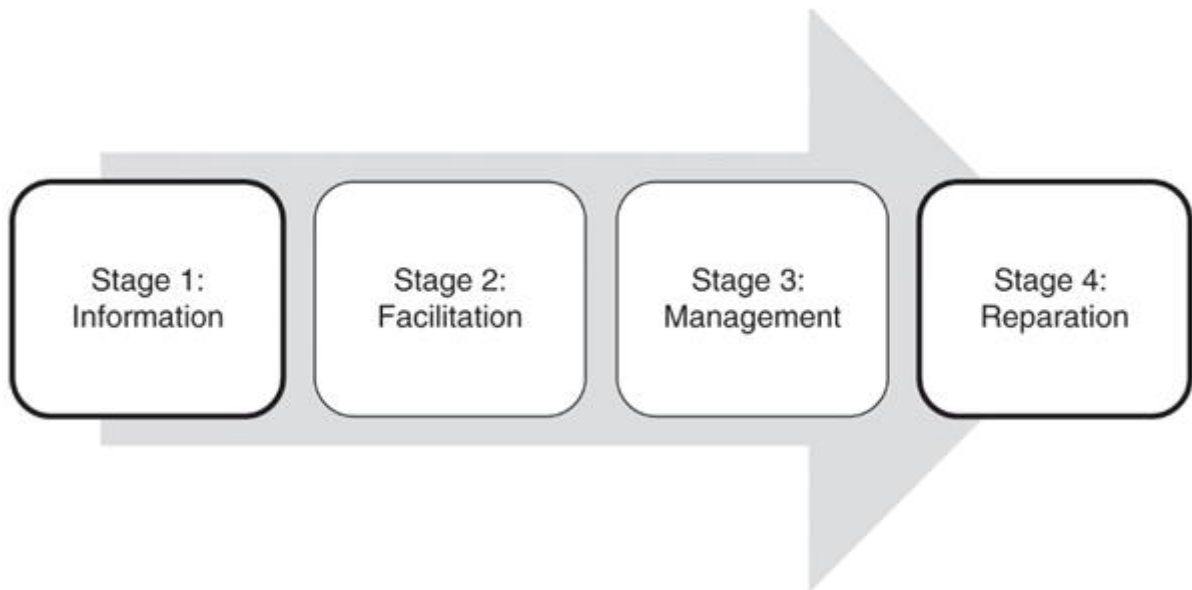 Stage 1:
Information
Stage 2:
Facilitation
Stage 3:
Management
Stage 4:
Reparation